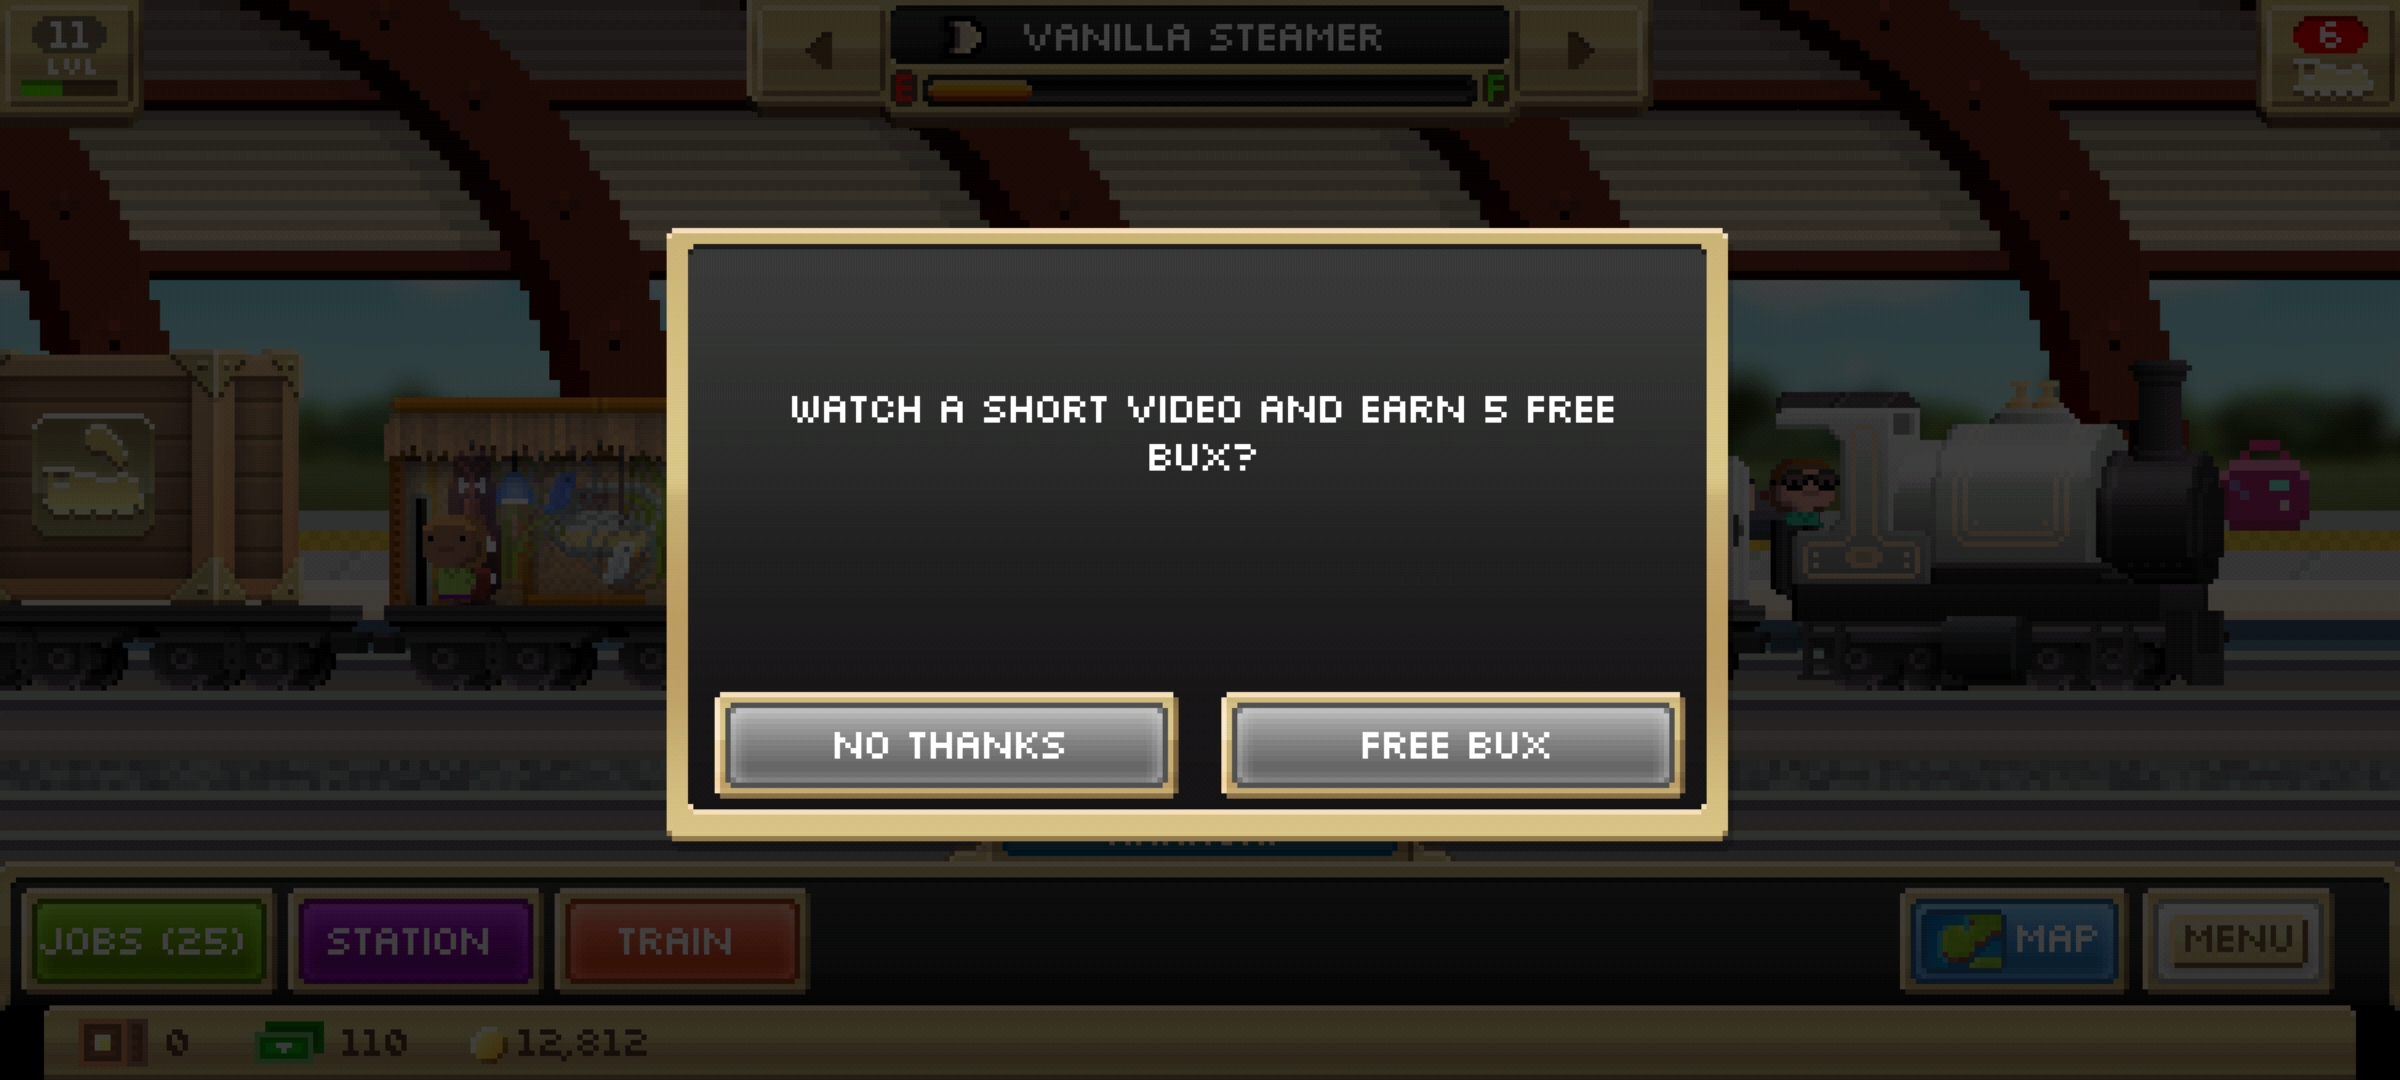 11
LVL
VANILLA STEAMER
E
F
6
WATCH A SHORT VIDEO AND EARN 5 FREE
BUX?
NO THANKS
FREE BUX
JOBS (25)
STATION
TRAIN
MAP
MENU
0
110
12,812